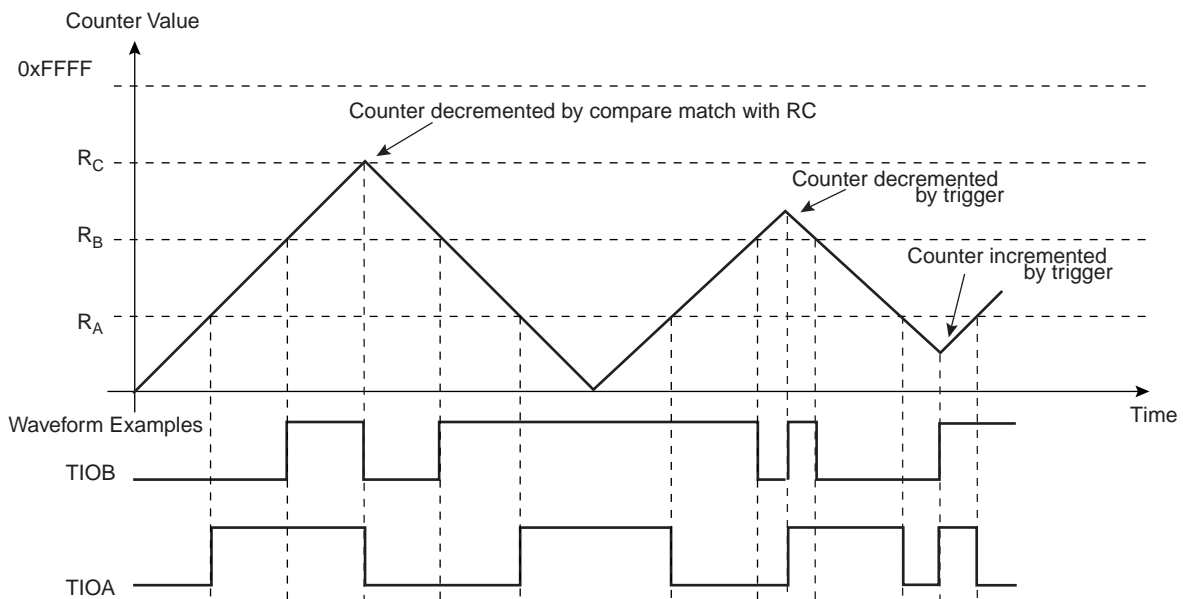 Counter Value
0xFFFF
Counter decremented by compare match with RC
RC
Counter decremented
by trigger
RB
Counter incremented
by trigger
RA
Time
Waveform Examples
TIOB
TIOA